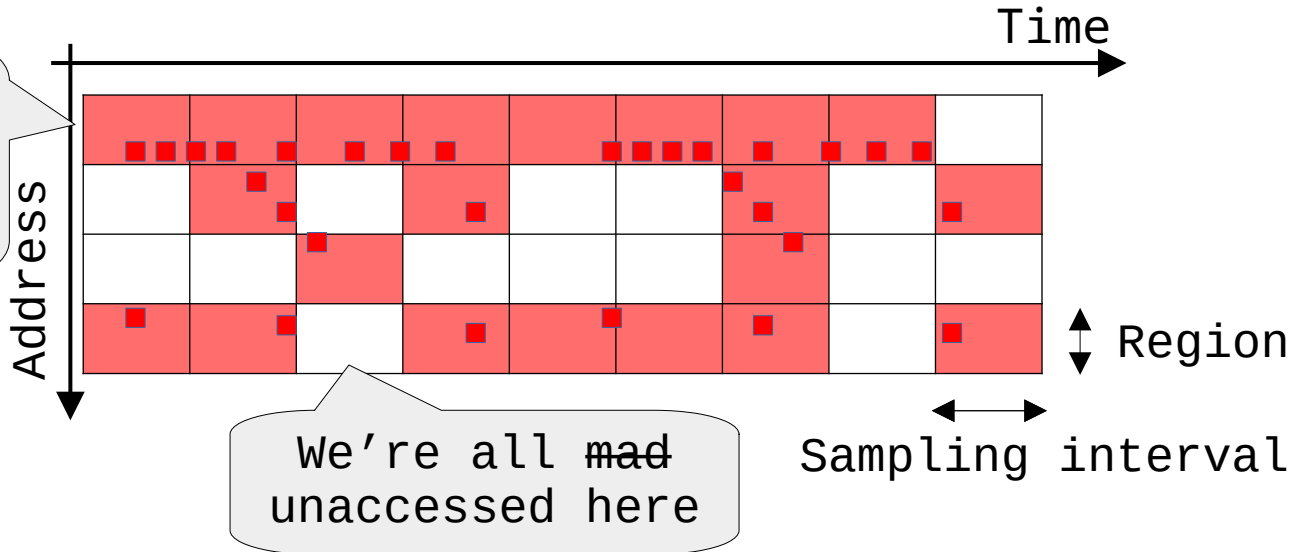 Time
Address
Region
Sampling interval
We’re all mad
unaccessed here